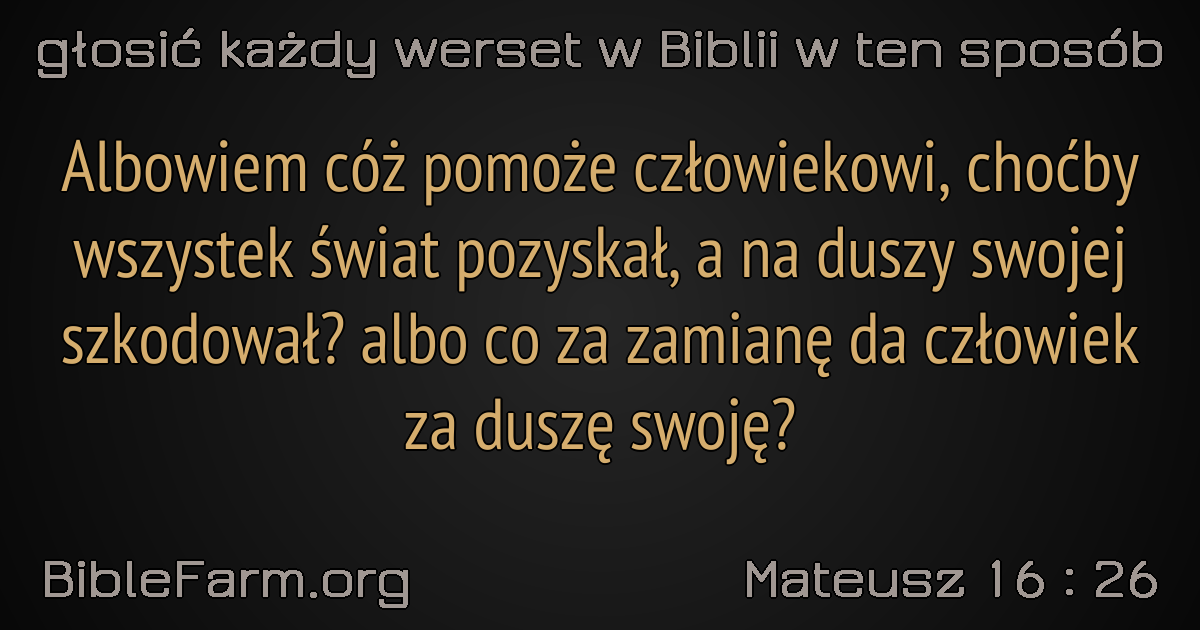 głosić każdy werset w Biblii w ten sposób
Albowiem cóż pomoże człowiekowi, choćby
wszystek świat pozyskał, a na duszy swojej
szkodował? albo co za zamianę da człowiek
za duszę swoję?
BibleFarm.org
Mateusz 16 : 26